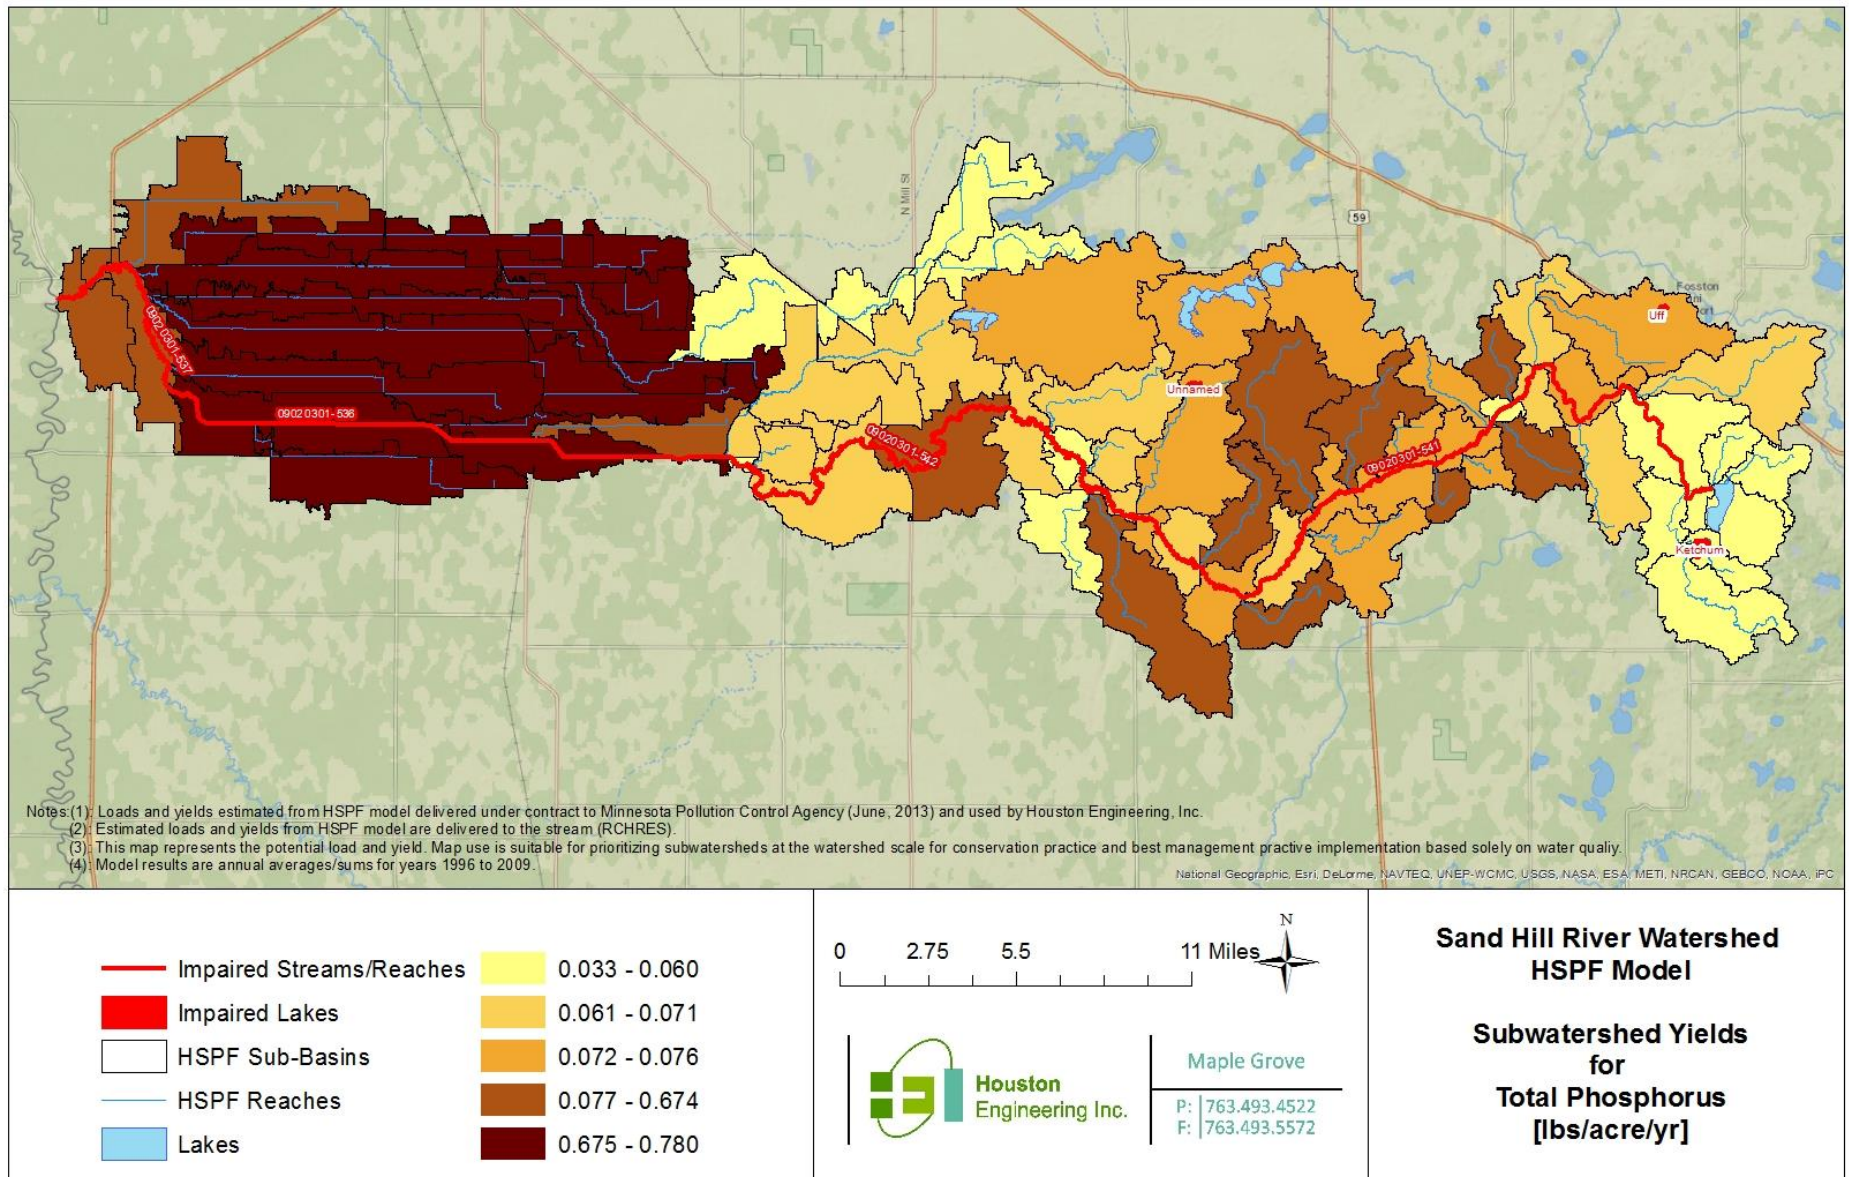 N Mill St
59
Fosston
Uff
Unnamed
09020301-537
09020301-536
09020301-542
09020301-541
Ketchum
Notes:(1): Loads and yields estimated from HSPF model delivered under contract to Minnesota Pollution Control Agency (June, 2013) and used by Houston Engineering, Inc.
(2): Estimated loads and yields from HSPF model are delivered to the stream (RCHRES).
(3): This map represents the potential load and yield. Map use is suitable for prioritizing subwatersheds at the watershed scale for conservation practice and best management practive implementation based solely on water qualiy.
(4): Model results are annual averages/sums for years 1996 to 2009.
National Geographic, Esri, DeLorme, NAVTEQ, UNEP-WCMC, USGS, NASA, ESA, METI, NRCAN, GEBCO, NOAA, iPC
Impaired Streams/Reaches
Impaired Lakes
HSPF Sub-Basins
HSPF Reaches
Lakes
0.033 - 0.060
0.061 - 0.071
0.072 - 0.076
0.077 - 0.674
0.675 - 0.780
0 2.75 5.5 11 Miles
N
Houston
Engineering Inc.
Maple Grove
P: 763.493.4522
F: 763.493.5572
Sand Hill River Watershed
HSPF Model
Subwatershed Yields
for
Total Phosphorus
[lbs/acre/yr]